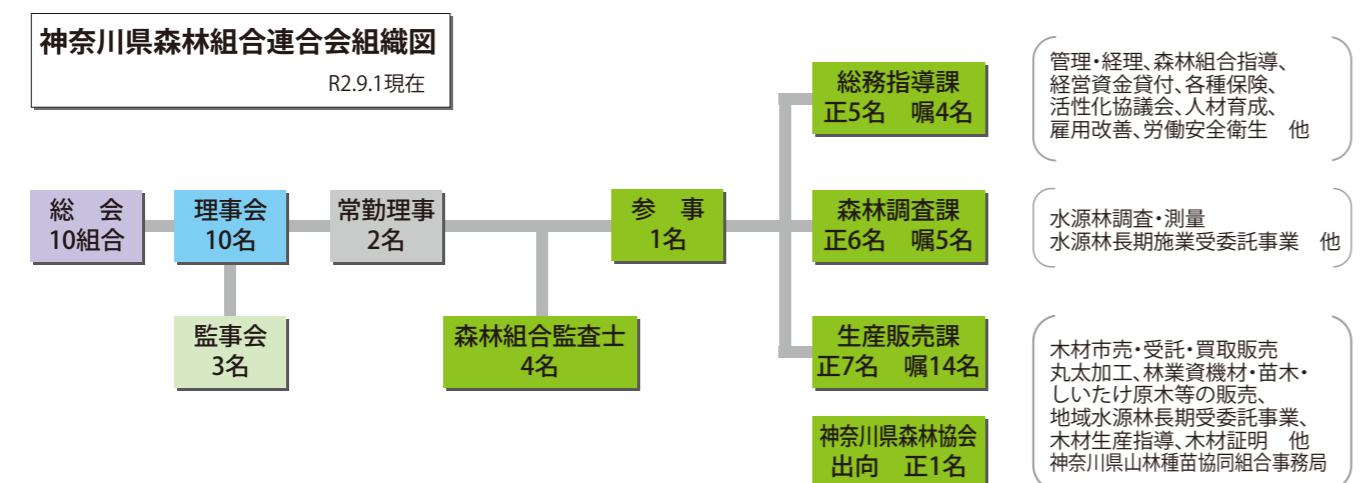 神奈川県森林組合連合会組織図
R2.9.1現在
総　会
10組合
理事会
10名
監事会
3名
常勤理事
2名
森林組合監査士
4名
参　事
1名
総務指導課
正5名　嘱4名
管理・経理、森林組合指導、
経営資金貸付、各種保険、
活性化協議会、人材育成、
雇用改善、労働安全衛生　他
森林調査課
正6名　嘱5名
水源林調査・測量
水源林長期施業受委託事業　他
生産販売課
正7名　嘱14名
木材市売・受託・買取販売
丸太加工、林業資機材・苗木・
しいたけ原木等の販売、
地域水源林長期受委託事業、
木材生産指導、木材証明　他
神奈川県山林種苗協同組合事務局
神奈川県森林協会
出向　正1名